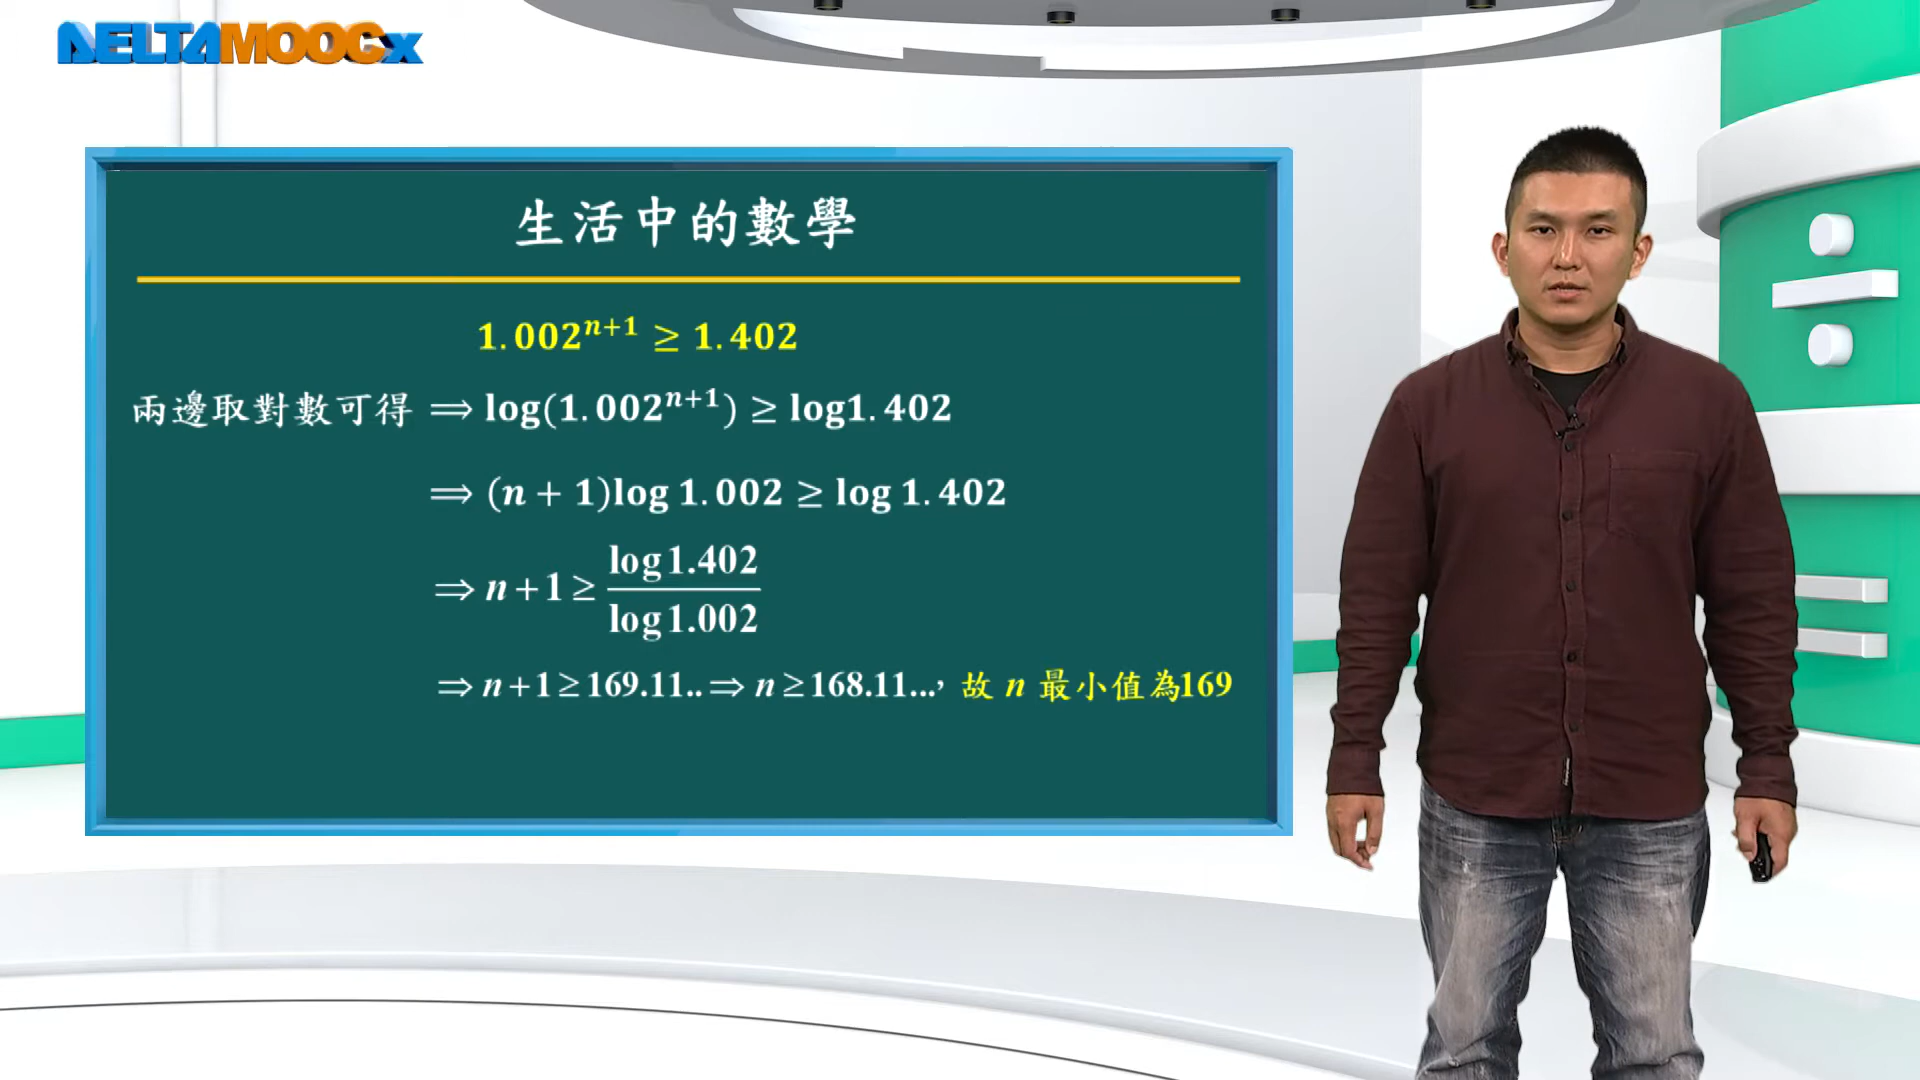 DELTAMOOCx
生活中的數學
1.002^{n+1} ≥ 1.402
兩邊取對數可得 ⟹ log(1.002^{n+1}) ≥ log1.402
⟹ (n + 1)log 1.002 ≥ log 1.402
⇒ n+1 ≥ \frac{log1.402}{log1.002}
⇒ n+1≥169.11..⇒ n≥168.11...，故 n 最小值為169